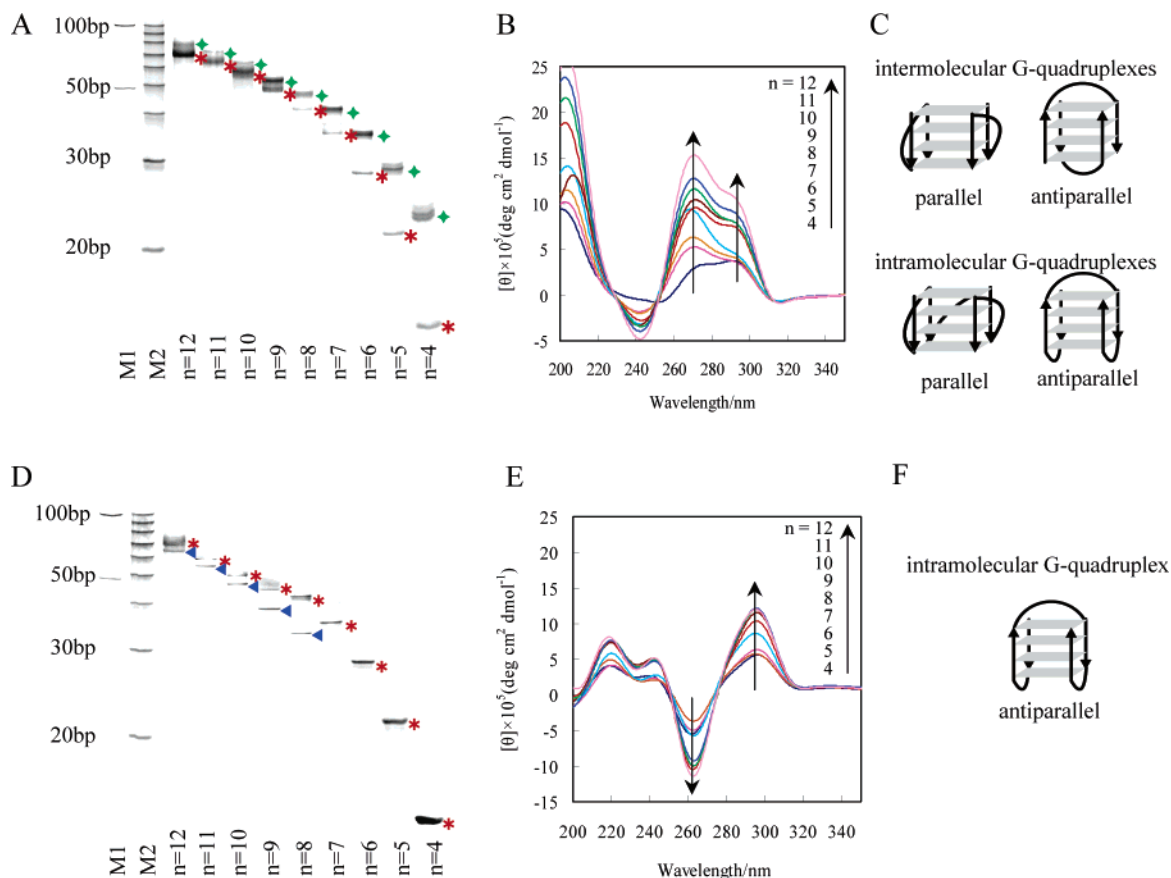 A
100bp
50bp
30bp
20bp
M1
M2
n=12
n=11
n=10
n=9
n=8
n=7
n=6
n=5
n=4
B
[θ]×10⁵(deg cm² dmol⁻¹)
25
20
15
10
5
0
-5
n = 12
11
10
9
8
7
6
5
4
200 220 240 260 280 300 320 340
Wavelength/nm
C
intermolecular G-quadruplexes
parallel
antiparallel
intramolecular G-quadruplexes
parallel
antiparallel
D
100bp
50bp
30bp
20bp
M1
M2
n=12
n=11
n=10
n=9
n=8
n=7
n=6
n=5
n=4
E
[θ]×10⁵(deg cm² dmol⁻¹)
25
20
15
10
5
0
-5
-10
-15
n = 12
11
10
9
8
7
6
5
4
200 220 240 260 280 300 320 340
Wavelength/nm
F
intramolecular G-quadruplex
antiparallel